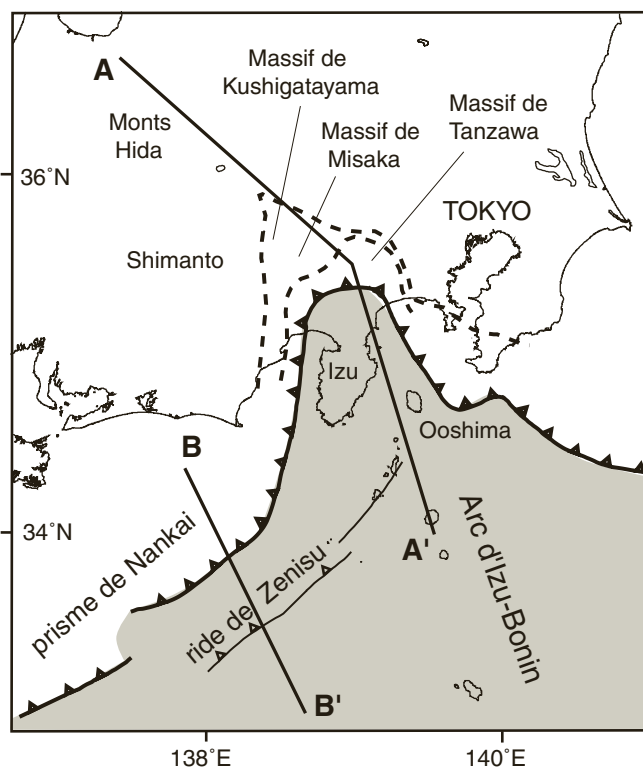 Massif de
Kushigatayama
A
Massif de
Tanzawa
Monts
Hida
Massif de
Misaka
36°N
TOKYO
Shimanto
Izu
Ooshima
B
34°N
A'
prisme de Nankai
ride de Zenisu
Arc d'Izu-Bonin
B'
138°E
140°E